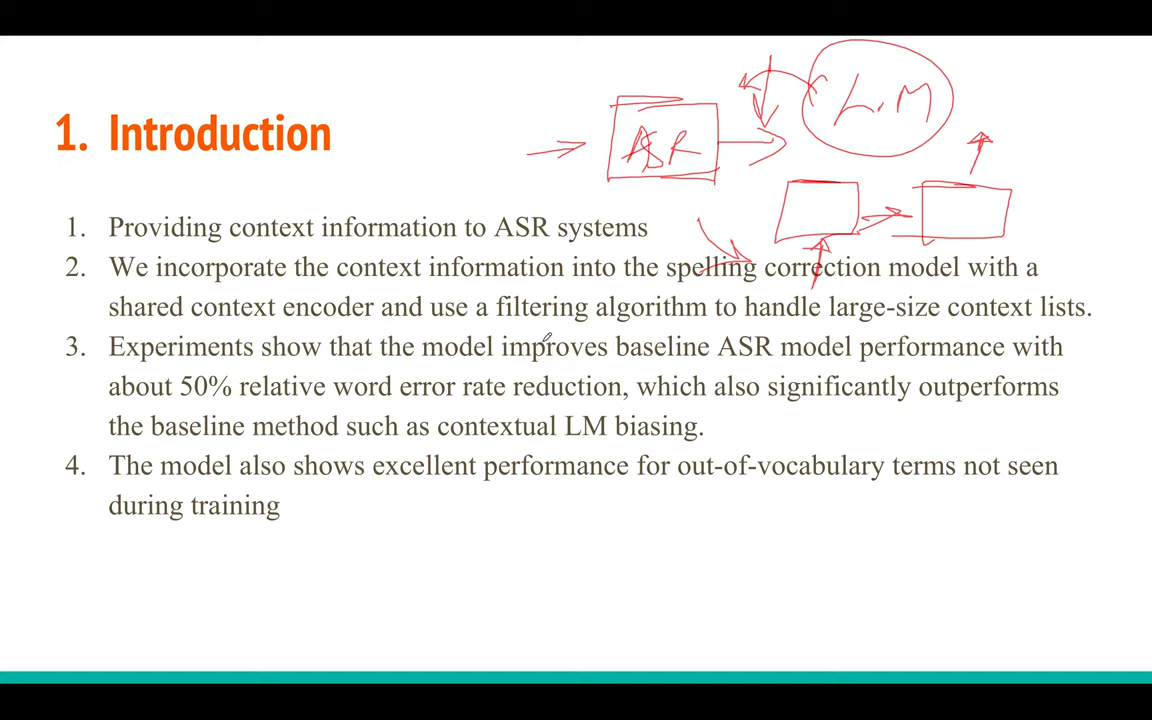 1. Introduction
ASR
L.M
1. Providing context information to ASR systems
2. We incorporate the context information into the spelling correction model with a
shared context encoder and use a filtering algorithm to handle large-size context lists.
3. Experiments show that the model improves baseline ASR model performance with
about 50% relative word error rate reduction, which also significantly outperforms
the baseline method such as contextual LM biasing.
4. The model also shows excellent performance for out-of-vocabulary terms not seen
during training